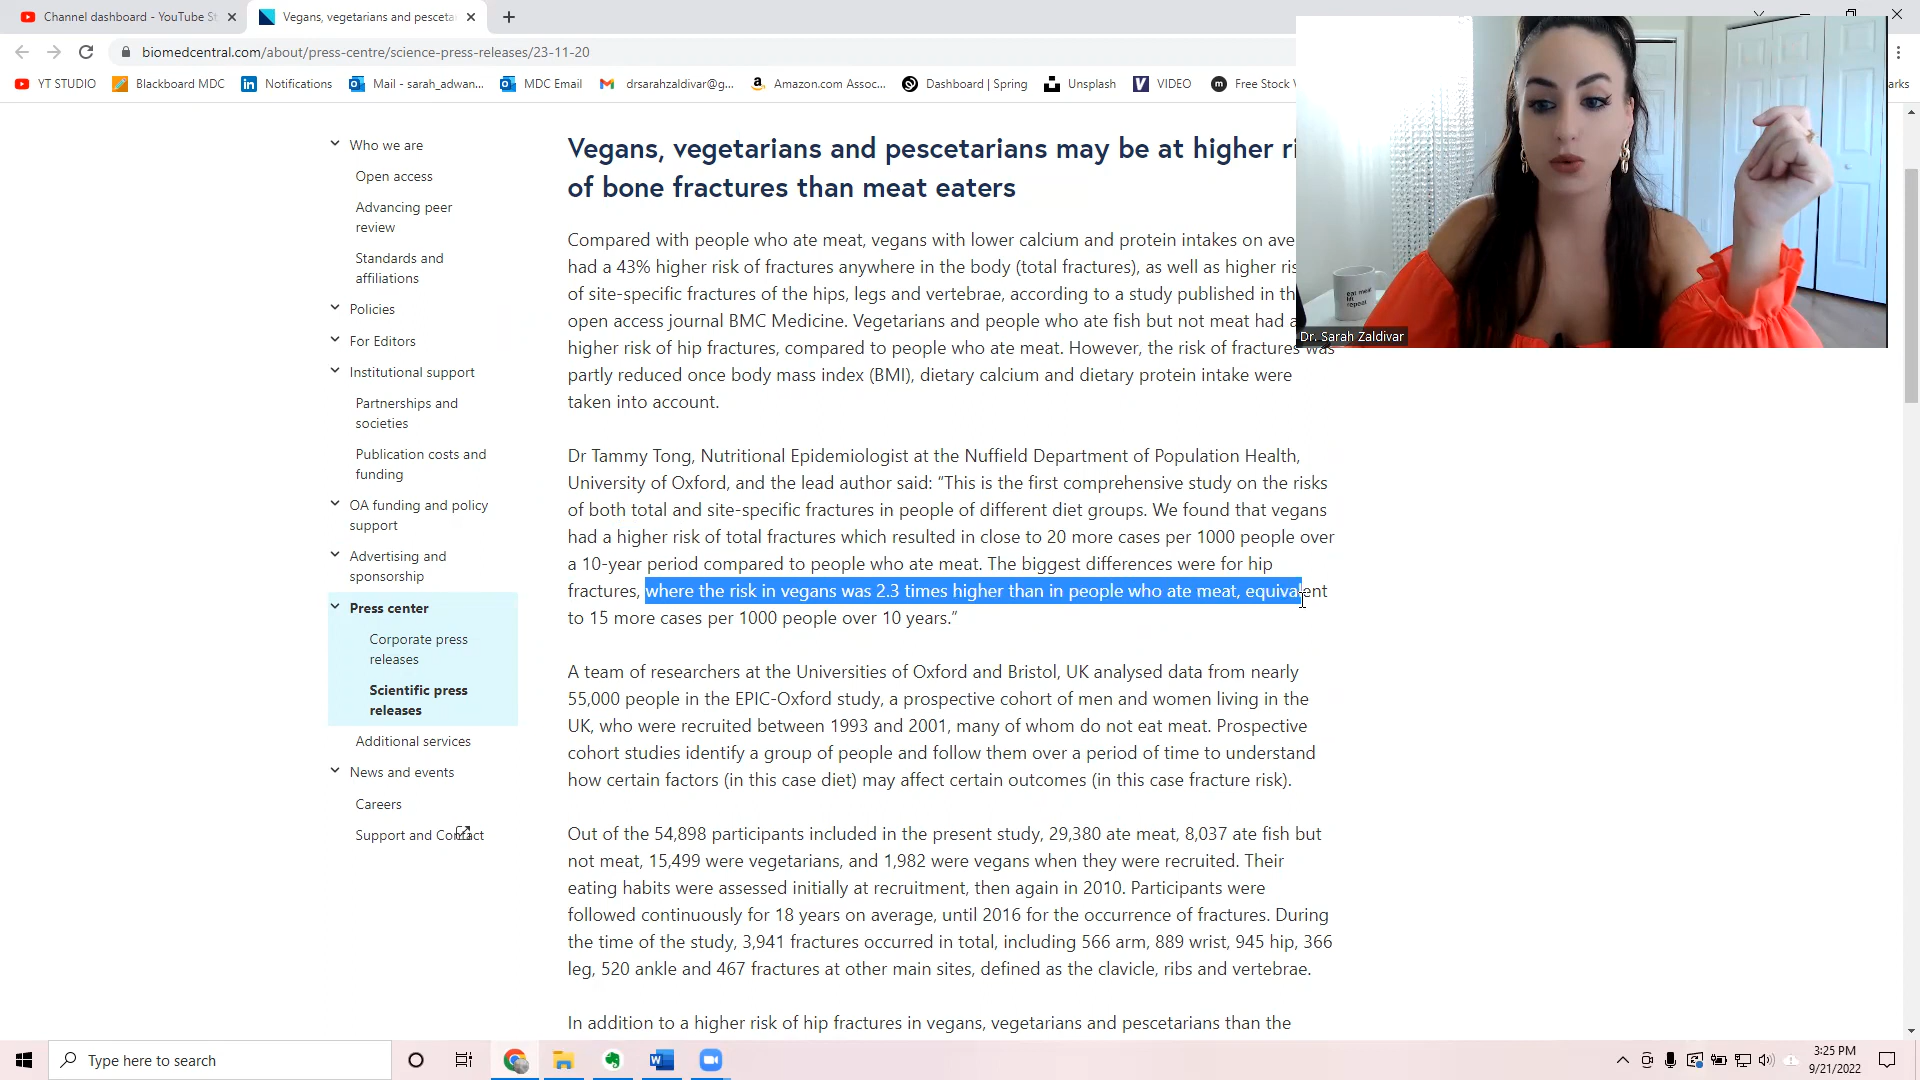 Channel dashboard - YouTube St
Vegans, vegetarians and pesceta
biomedcentral.com/about/press-centre/science-press-releases/23-11-20
YT STUDIO
Blackboard MDC
Notifications
Mail - sarah_adwan...
MDC Email
drsarahzaldivar@g...
Amazon.com Assoc...
Dashboard | Spring
Unsplash
VIDEO
Free Stock V
arks
Who we are
Open access
Advancing peer
review
Standards and
affiliations
Policies
For Editors
Institutional support
Partnerships and
societies
Publication costs and
funding
OA funding and policy
support
Advertising and
sponsorship
Press center
Corporate press
releases
Scientific press
releases
Additional services
News and events
Careers
Support and Contact
Vegans, vegetarians and pescetarians may be at higher ri
of bone fractures than meat eaters
Compared with people who ate meat, vegans with lower calcium and protein intakes on ave
had a 43% higher risk of fractures anywhere in the body (total fractures), as well as higher ris
of site-specific fractures of the hips, legs and vertebrae, according to a study published in th
open access journal BMC Medicine. Vegetarians and people who ate fish but not meat had a
higher risk of hip fractures, compared to people who ate meat. However, the risk of fractures was
partly reduced once body mass index (BMI), dietary calcium and dietary protein intake were
taken into account.
Dr Tammy Tong, Nutritional Epidemiologist at the Nuffield Department of Population Health,
University of Oxford, and the lead author said: “This is the first comprehensive study on the risks
of both total and site-specific fractures in people of different diet groups. We found that vegans
had a higher risk of total fractures which resulted in close to 20 more cases per 1000 people over
a 10-year period compared to people who ate meat. The biggest differences were for hip
fractures, where the risk in vegans was 2.3 times higher than in people who ate meat, equivalent
to 15 more cases per 1000 people over 10 years.”
A team of researchers at the Universities of Oxford and Bristol, UK analysed data from nearly
55,000 people in the EPIC-Oxford study, a prospective cohort of men and women living in the
UK, who were recruited between 1993 and 2001, many of whom do not eat meat. Prospective
cohort studies identify a group of people and follow them over a period of time to understand
how certain factors (in this case diet) may affect certain outcomes (in this case fracture risk).
Out of the 54,898 participants included in the present study, 29,380 ate meat, 8,037 ate fish but
not meat, 15,499 were vegetarians, and 1,982 were vegans when they were recruited. Their
eating habits were assessed initially at recruitment, then again in 2010. Participants were
followed continuously for 18 years on average, until 2016 for the occurrence of fractures. During
the time of the study, 3,941 fractures occurred in total, including 566 arm, 889 wrist, 945 hip, 366
leg, 520 ankle and 467 fractures at other main sites, defined as the clavicle, ribs and vertebrae.
In addition to a higher risk of hip fractures in vegans, vegetarians and pescetarians than the
eat meat
lift
repeat
Dr. Sarah Zaldivar
Type here to search
3:25 PM
9/21/2022